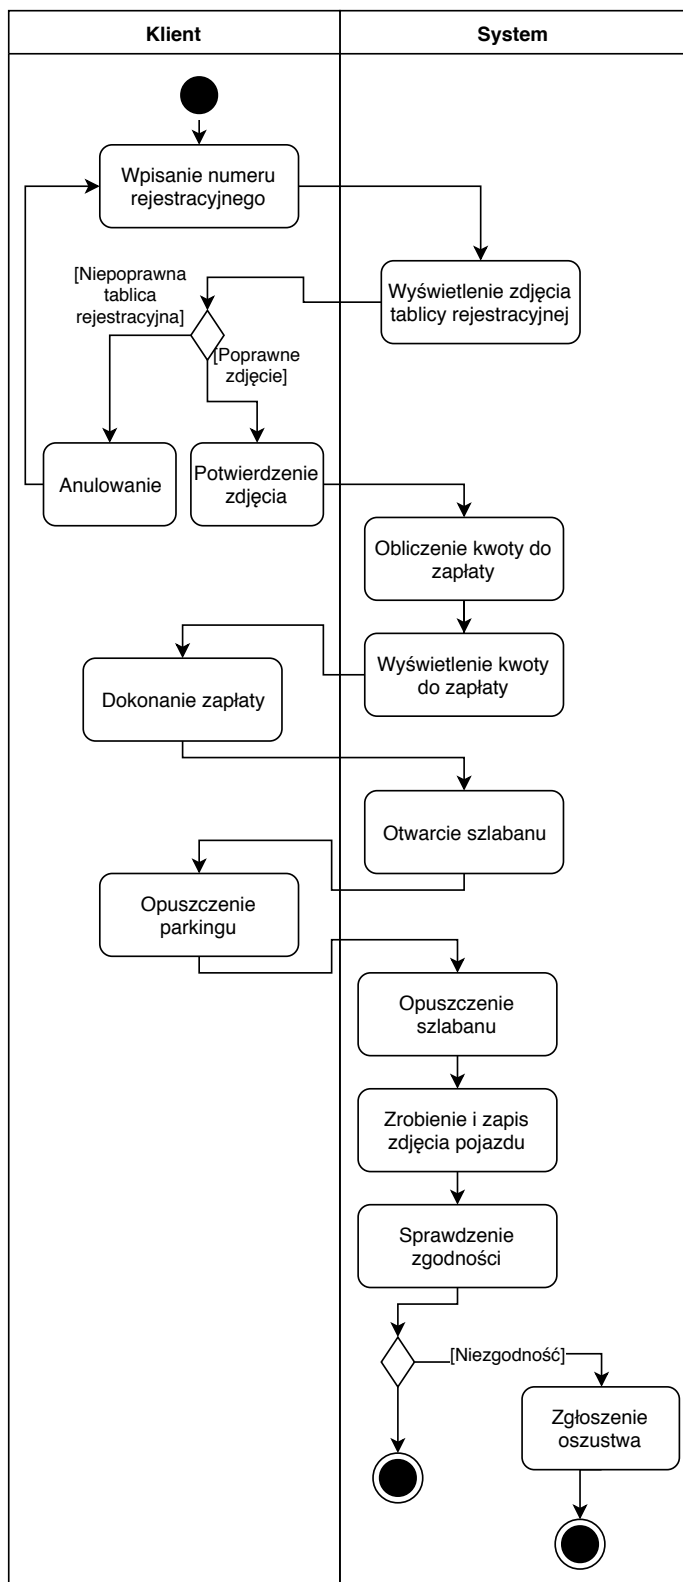 Klient
System
Wpisanie numeru
rejestracyjnego
Wyświetlenie zdjęcia
tablicy rejestracyjnej
[Niepoprawna
tablica
rejestracyjna]
[Poprawne
zdjęcie]
Anulowanie
Potwierdzenie
zdjęcia
Obliczenie kwoty do
zapłaty
Wyświetlenie kwoty
do zapłaty
Dokonanie zapłaty
Otwarcie szlabanu
Opuszczenie
parkingu
Opuszczenie
szlabanu
Zrobienie i zapis
zdjęcia pojazdu
Sprawdzenie
zgodności
[Niezgodność]
Zgłoszenie
oszustwa